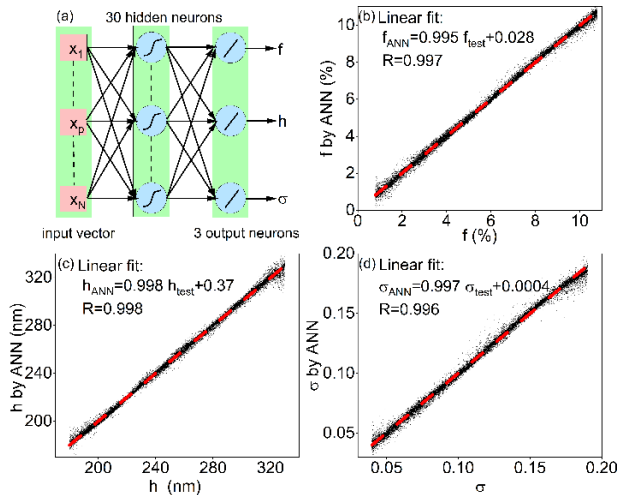 (a)
30 hidden neurons
x1
xp
xN
f
h
σ
input vector
3 output neurons
(b)
Linear fit:
fANN=0.995 ftest+0.028
R=0.997
f by ANN (%)
10
8
6
4
2
0
0 2 4 6 8 10
f (%)
(c) Linear fit:
hANN=0.998 htest+0.37
R=0.998
h by ANN (nm)
320
280
240
200
200 240 280 320
h (nm)
(d) Linear fit:
σANN=0.997 σtest+0.0004
R=0.996
σ by ANN
0.20
0.15
0.10
0.05
0.05 0.10 0.15 0.20
σ